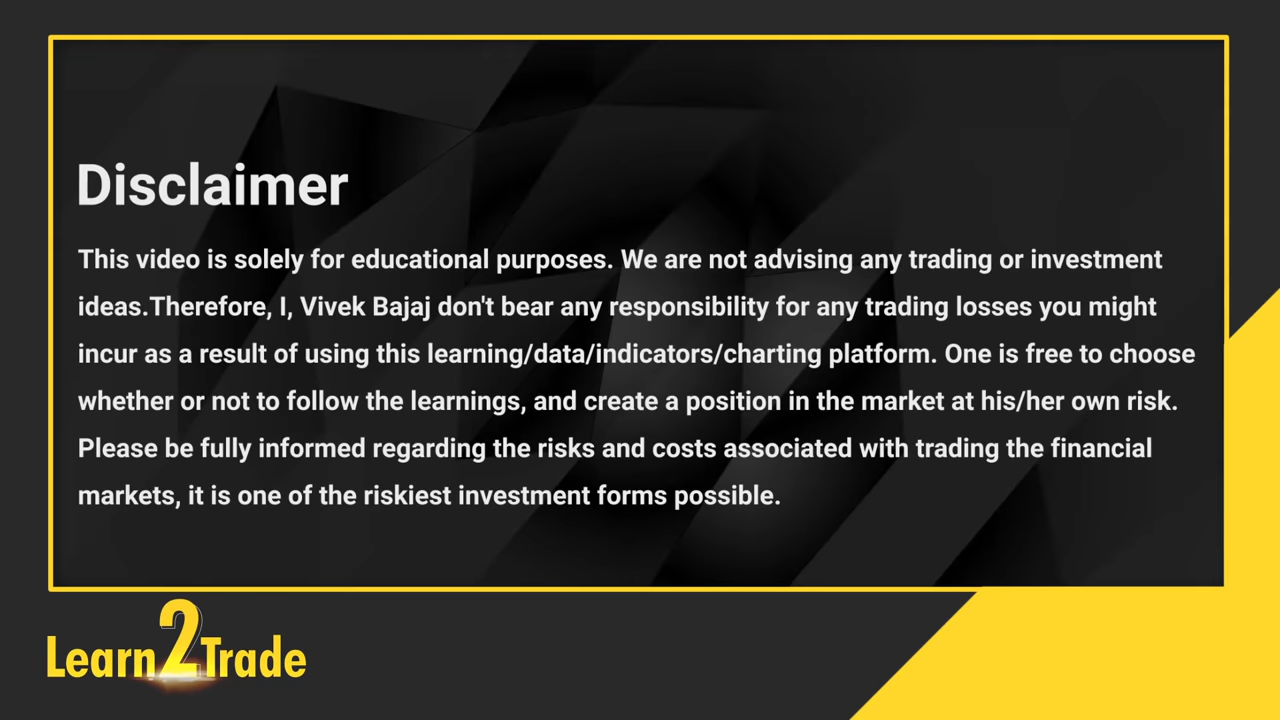 Disclaimer
This video is solely for educational purposes. We are not advising any trading or investment
ideas.Therefore, I, Vivek Bajaj don't bear any responsibility for any trading losses you might
incur as a result of using this learning/data/indicators/charting platform. One is free to choose
whether or not to follow the learnings, and create a position in the market at his/her own risk.
Please be fully informed regarding the risks and costs associated with trading the financial
markets, it is one of the riskiest investment forms possible.
Learn2Trade